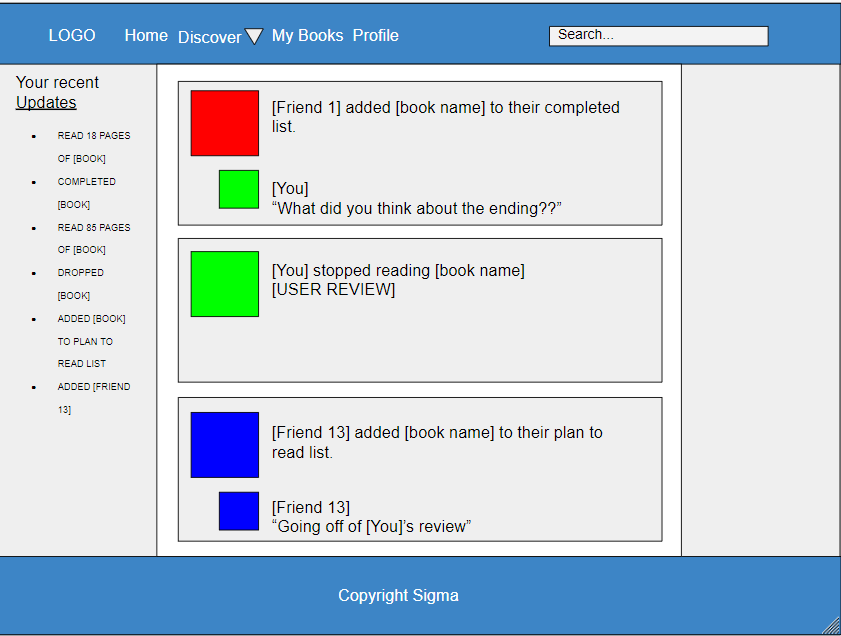 LOGO Home Discover My Books Profile Search...
Your recent
Updates
READ 18 PAGES
OF [BOOK]
COMPLETED
[BOOK]
READ 85 PAGES
OF [BOOK]
DROPPED
[BOOK]
ADDED [BOOK]
TO PLAN TO
READ LIST
ADDED [FRIEND
13]
[Friend 1] added [book name] to their completed
list.
[You]
“What did you think about the ending??”
[You] stopped reading [book name]
[USER REVIEW]
[Friend 13] added [book name] to their plan to
read list.
[Friend 13]
“Going off of [You]’s review”
Copyright Sigma